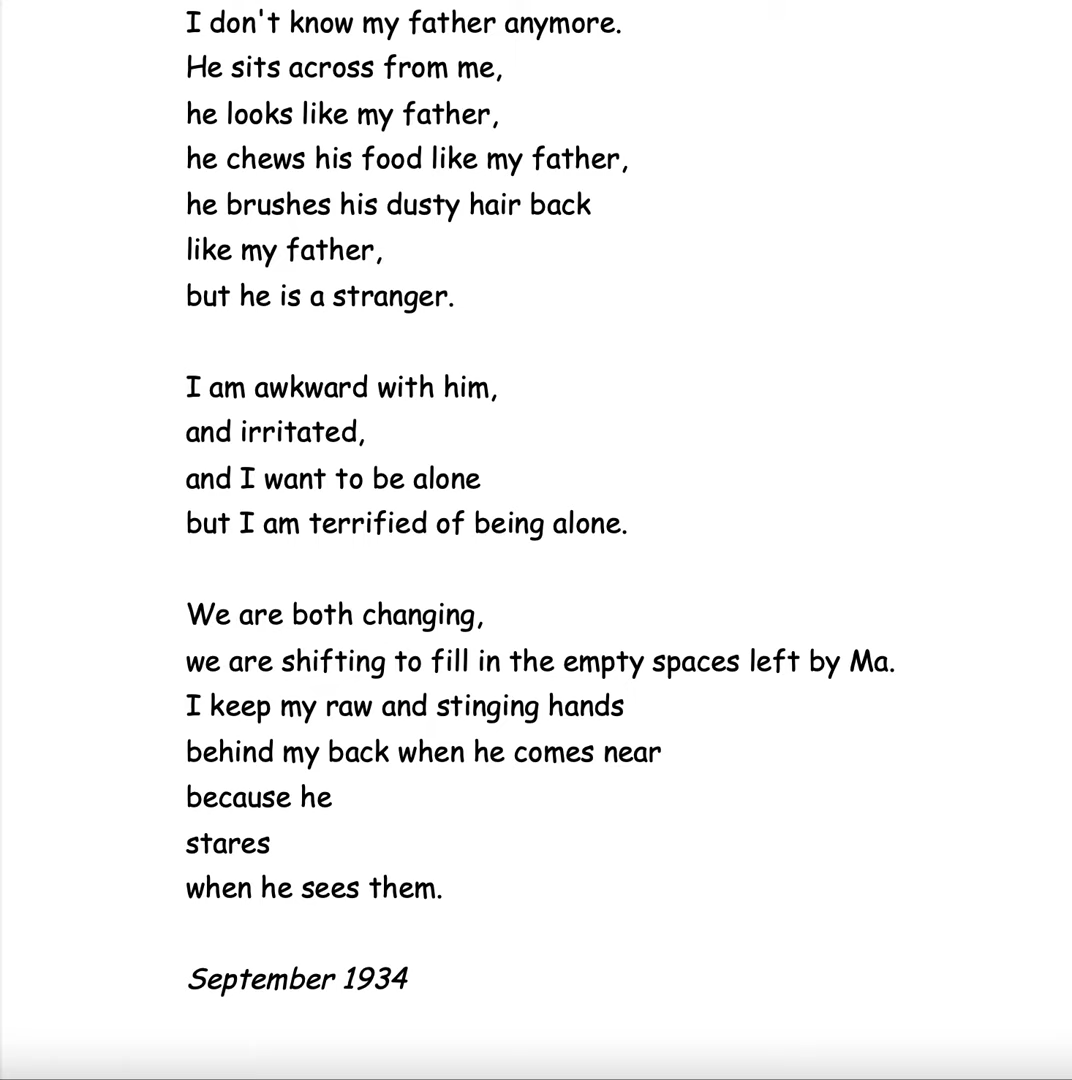 I don't know my father anymore.
He sits across from me,
he looks like my father,
he chews his food like my father,
he brushes his dusty hair back
like my father,
but he is a stranger.
I am awkward with him,
and irritated,
and I want to be alone
but I am terrified of being alone.
We are both changing,
we are shifting to fill in the empty spaces left by Ma.
I keep my raw and stinging hands
behind my back when he comes near
because he
stares
when he sees them.
September 1934